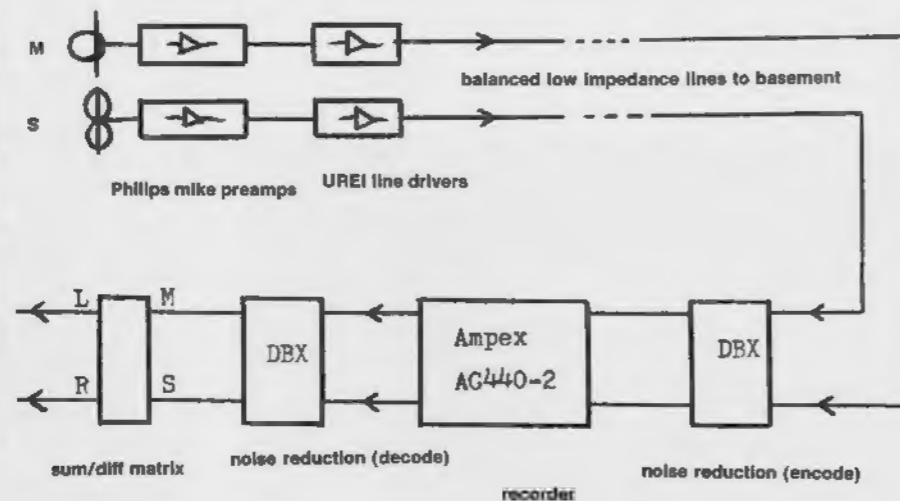 M
balanced low impedance lines to basement
S
Philips mike preamps
UREI line drivers
L
M
DBX
Ampex
AG440-2
DBX
R
S
sum/diff matrix
noise reduction (decode)
noise reduction (encode)
recorder